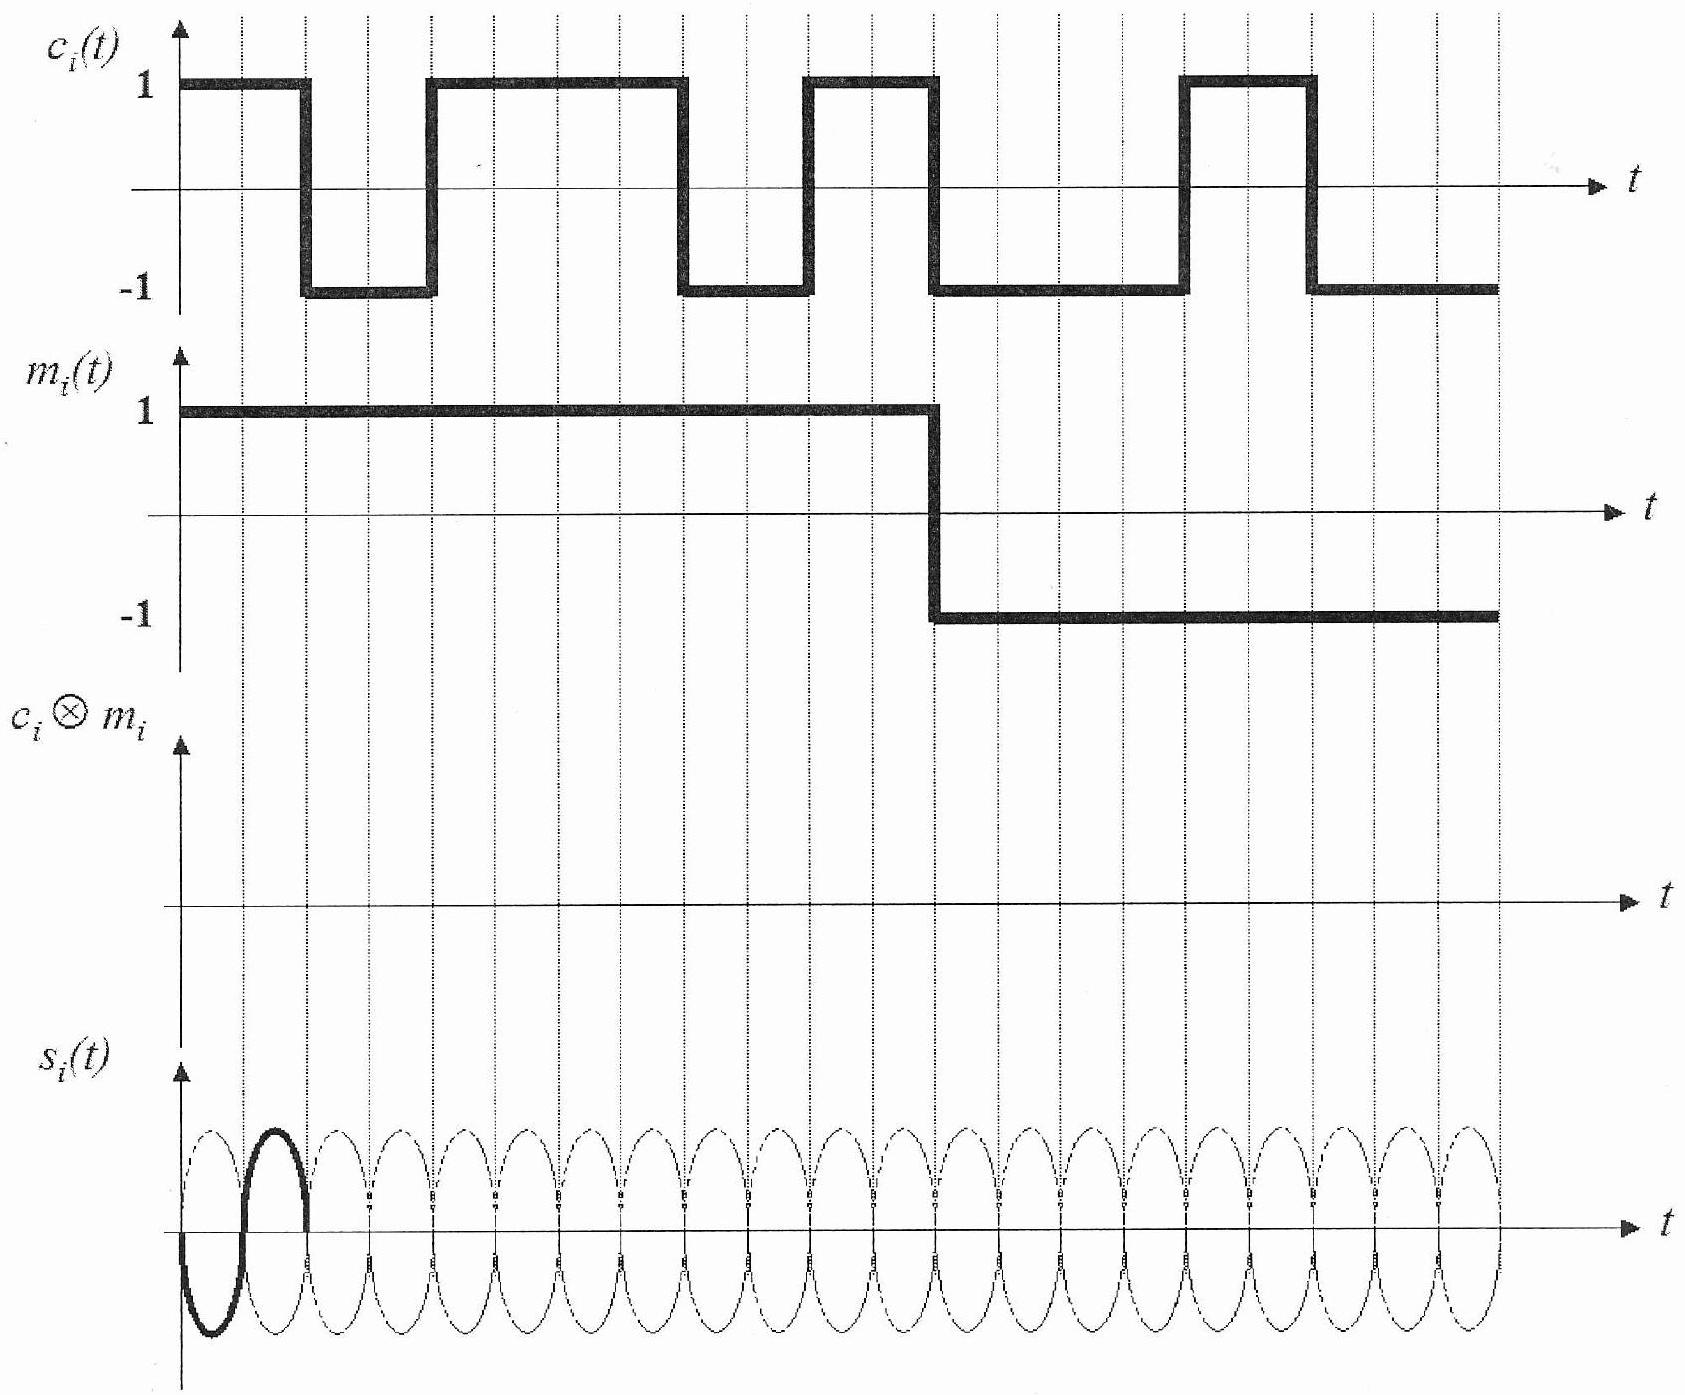 c_i(t)
1
t
-1
m_i(t)
1
t
-1
c_i ⊗ m_i
t
s_i(t)
t